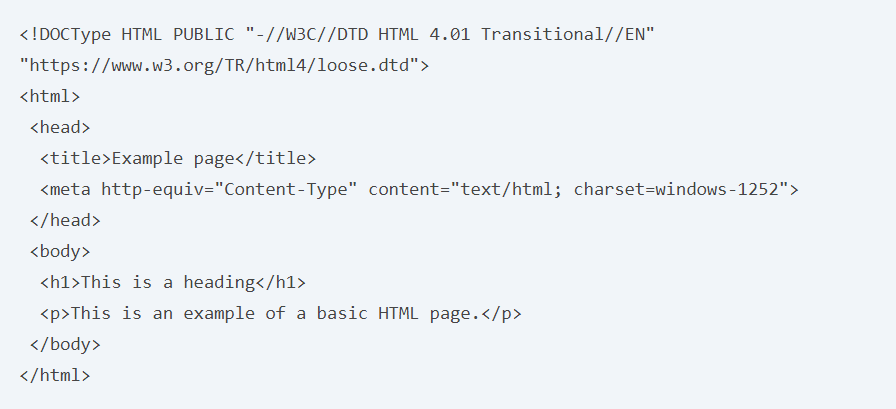 <!DOCType HTML PUBLIC "-//W3C//DTD HTML 4.01 Transitional//EN"
"https://www.w3.org/TR/html4/loose.dtd">
<html>
 <head>
  <title>Example page</title>
  <meta http-equiv="Content-Type" content="text/html; charset=windows-1252">
 </head>
 <body>
  <h1>This is a heading</h1>
  <p>This is an example of a basic HTML page.</p>
 </body>
</html>